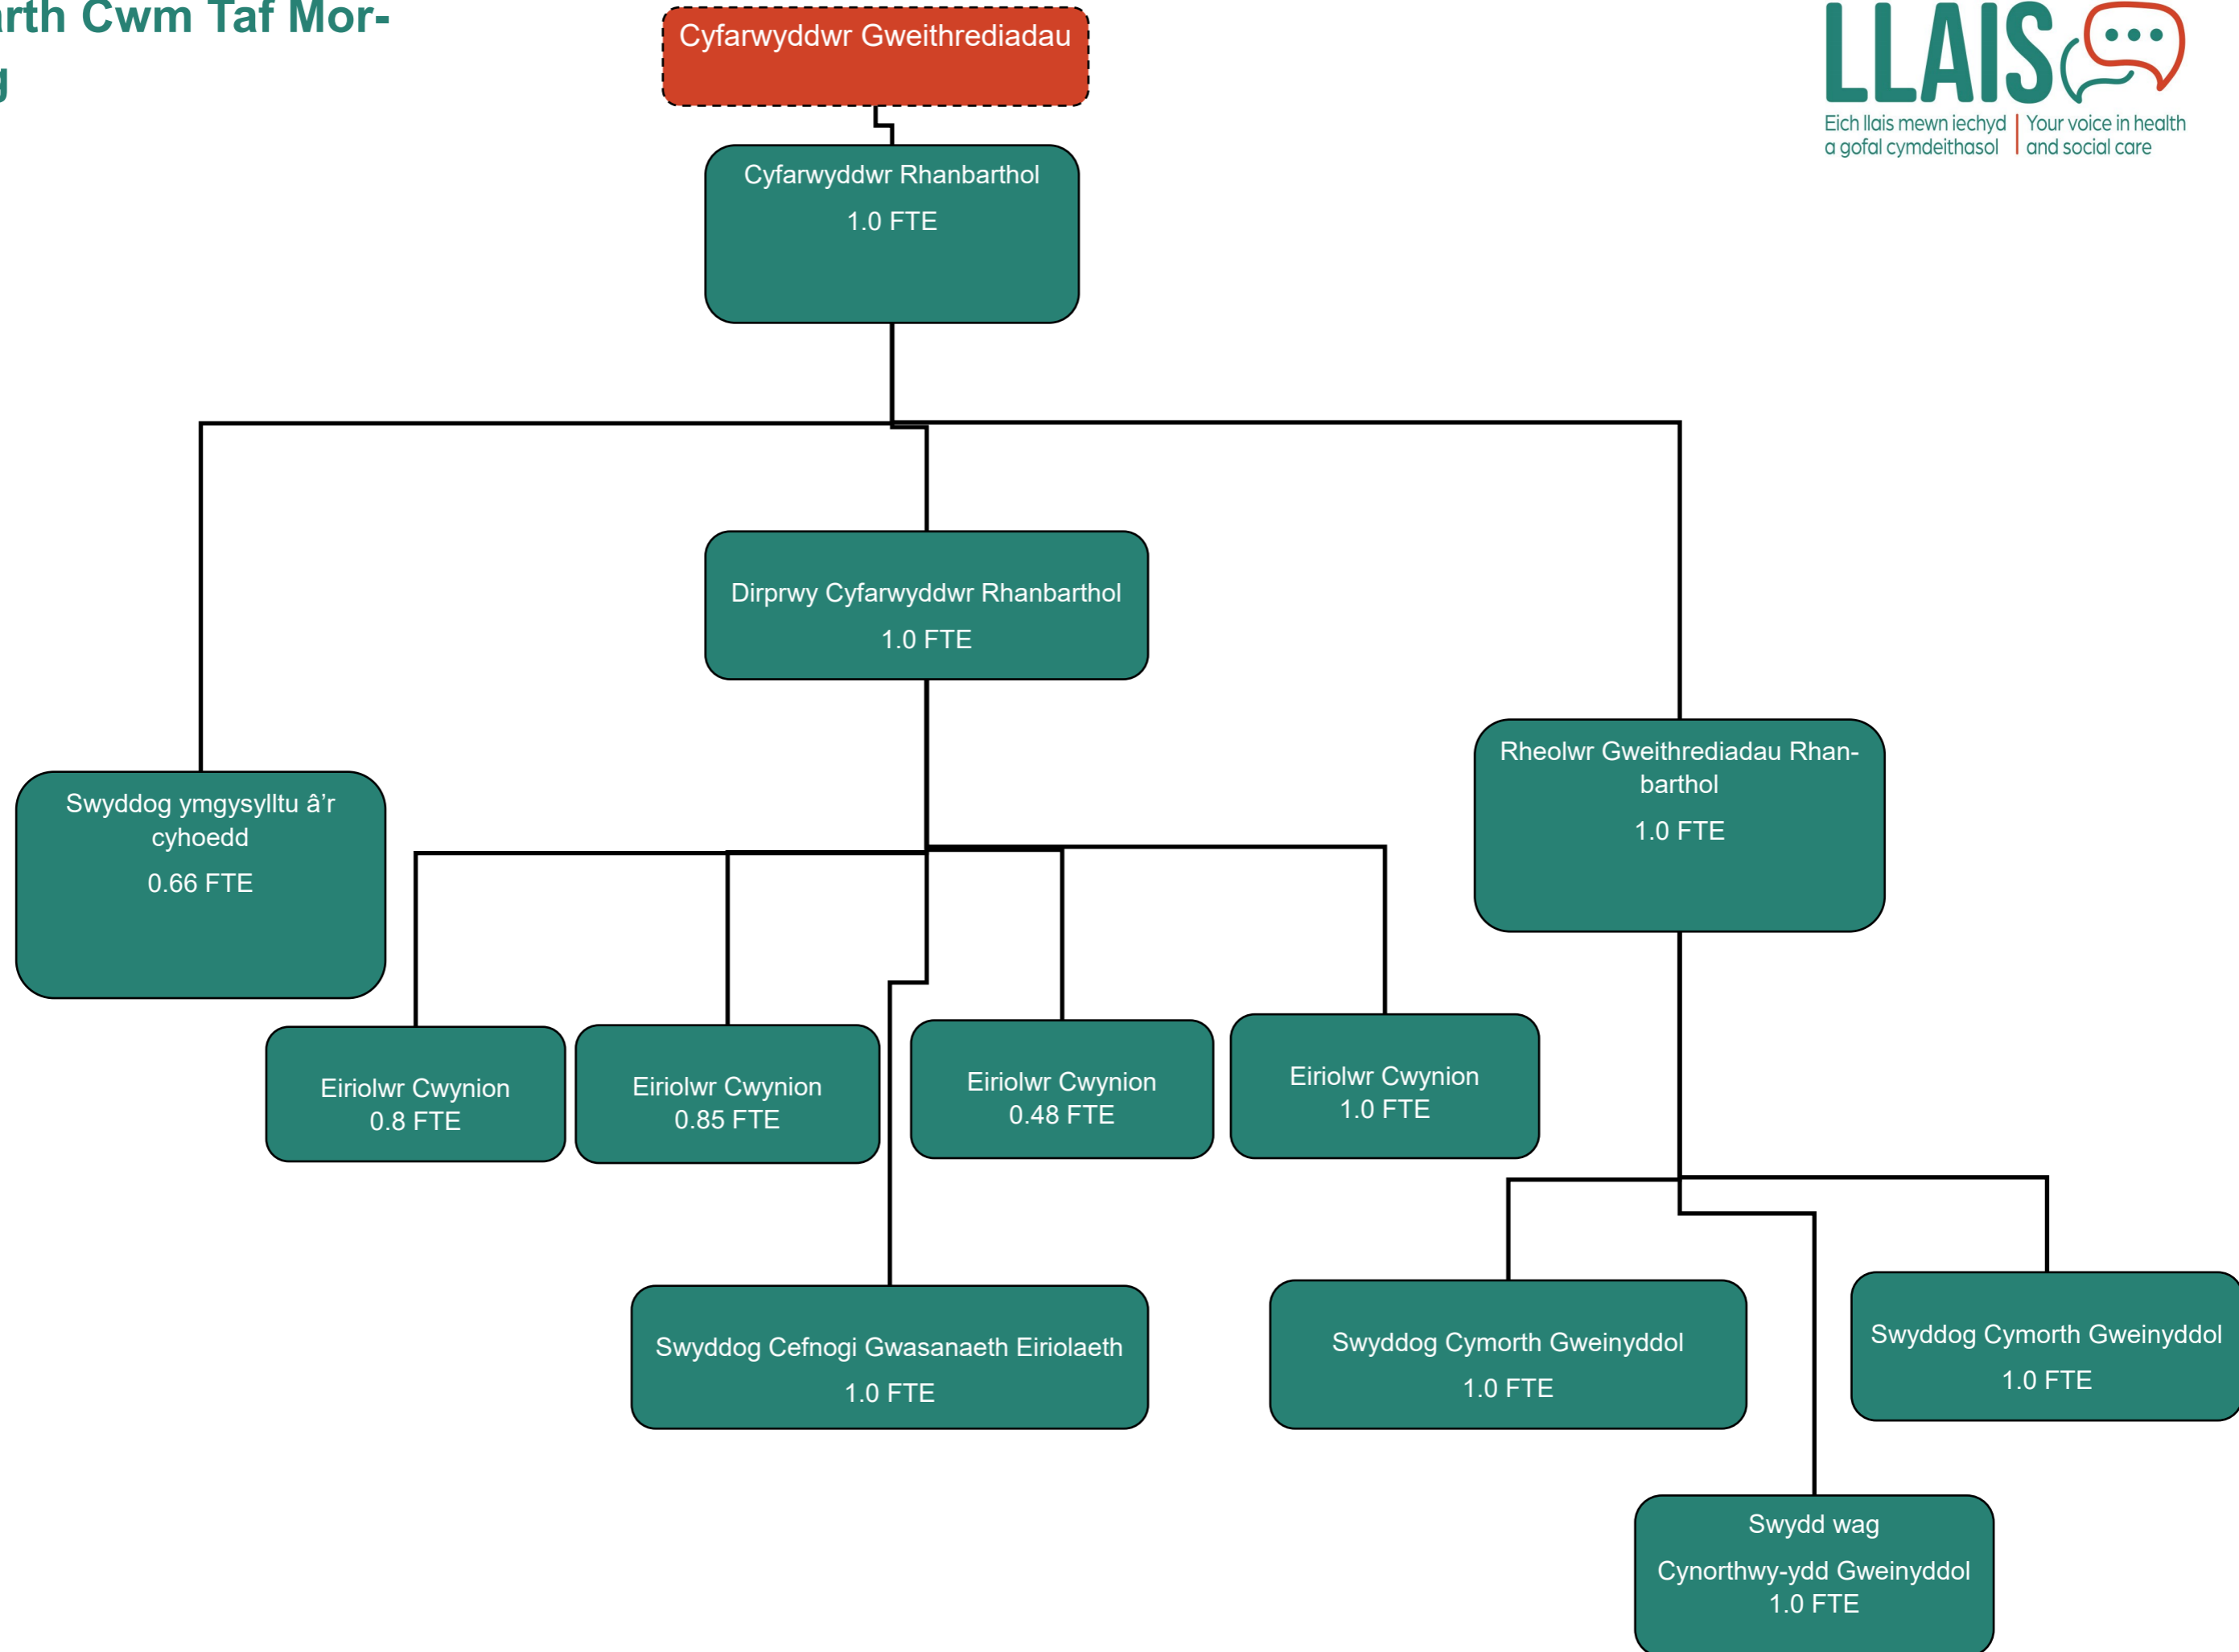 arth Cwm Taf Mor-
g
Cyfarwyddwr Gweithrediadau
LLAIS
Eich llais mewn iechyd
a gofal cymdeithasol
Your voice in health
and social care
Cyfarwyddwr Rhanbarthol
1.0 FTE
Dirprwy Cyfarwyddwr Rhanbarthol
1.0 FTE
Swyddog ymgysylltu â’r
cyhoedd
0.66 FTE
Rheolwr Gweithrediadau Rhan-
barthol
1.0 FTE
Eiriolwr Cwynion
0.8 FTE
Eiriolwr Cwynion
0.85 FTE
Eiriolwr Cwynion
0.48 FTE
Eiriolwr Cwynion
1.0 FTE
Swyddog Cefnogi Gwasanaeth Eiriolaeth
1.0 FTE
Swyddog Cymorth Gweinyddol
1.0 FTE
Swyddog Cymorth Gweinyddol
1.0 FTE
Swydd wag
Cynorthwy-ydd Gweinyddol
1.0 FTE